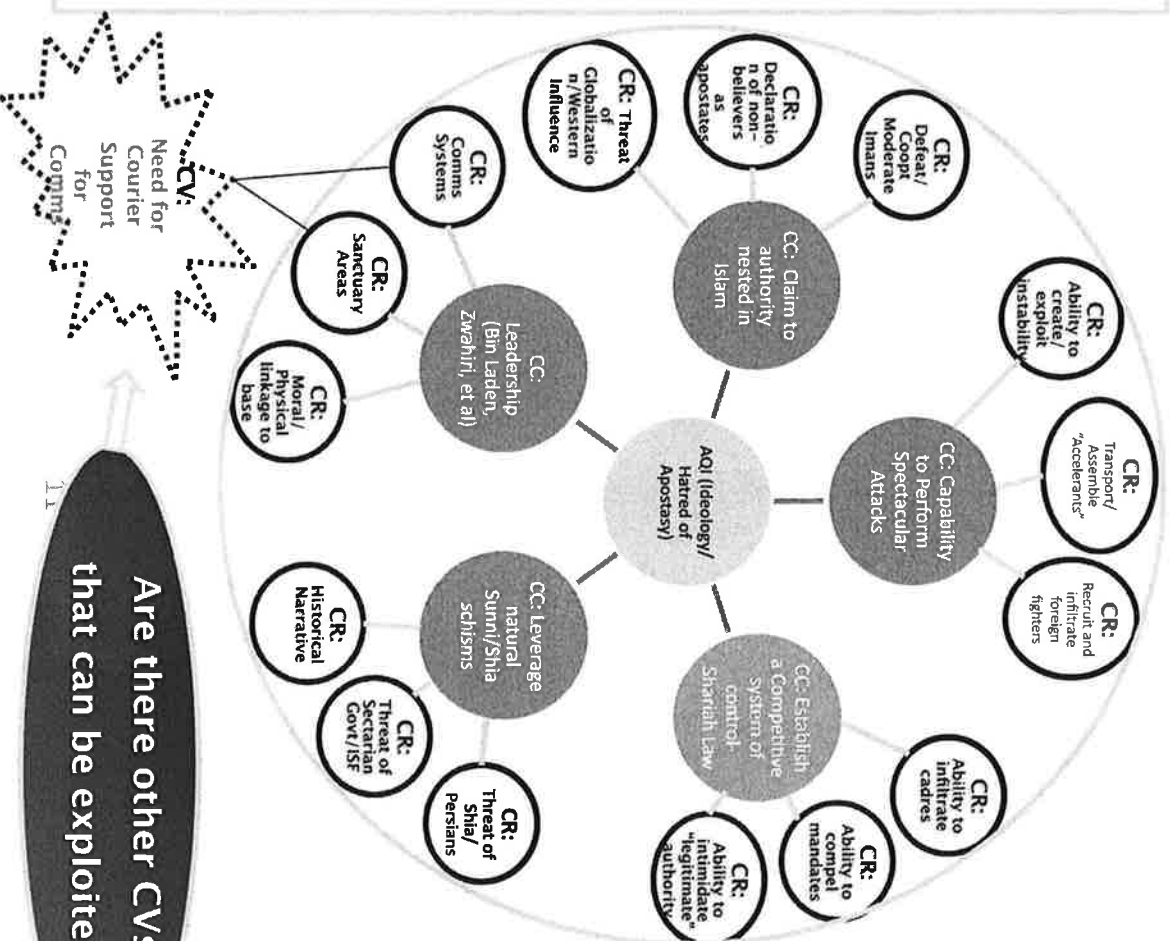 AQI (Ideology/
Hatred of
Apostasy)
CC: Capability
to Perform
Spectacular
Attacks
CR:
Ability to
create/
exploit
instability
CR:
Transport/
Assemble
"Accelerants"
CR:
Recruit and
infiltrate
foreign
fighters
CC: Establish
a Competitive
System of
control-
Shariah Law
CR:
Ability to
infiltrate
cadres
CR:
Ability to
compel
mandates
CR:
Ability to
intimidate
"legitimate"
authority
CC: Leverage
natural
Sunni/Shia
schisms
CR:
Threat of
Shia/
Persians
CR:
Threat of
Sectarian
Govt/ISF
CR:
Historical
Narrative
CC:
Leadership
(Bin Laden,
Zwahiri, et al)
CR:
Moral/
Physical
linkage to
base
CR:
Sanctuary
Areas
CR:
Comms
Systems
CC: Claim to
authority
nested in
Islam
CR: Threat
of
Globalizatio
n/Western
Influence
CR:
Declaratio
n of non-
believers
as
apostates
CR:
Defeat/
Coopt
Moderate
Imans
CV:
Need for
Courier
Support
for
Comms
Are there other CVs
that can be exploite
11